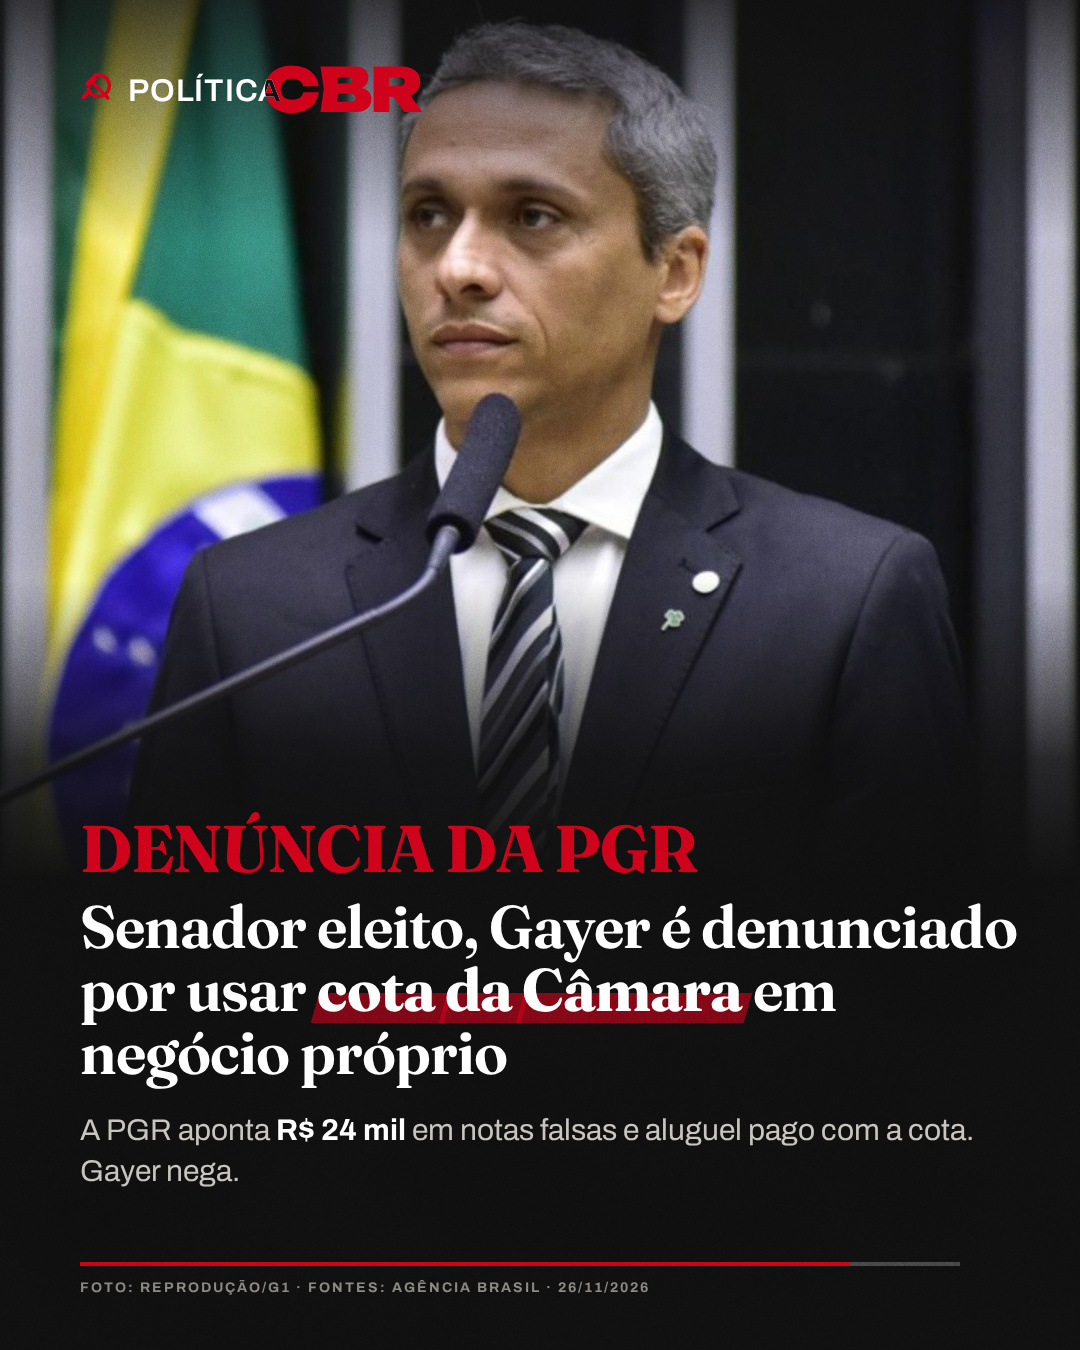 POLÍTICA CBR
DENÚNCIA DA PGR
Senador eleito, Gayer é denunciado
por usar cota da Câmara em
negócio próprio
A PGR aponta R$ 24 mil em notas falsas e aluguel pago com a cota.
Gayer nega.
FOTO: REPRODUÇÃO/G1 · FONTES: AGÊNCIA BRASIL · 26/11/2026